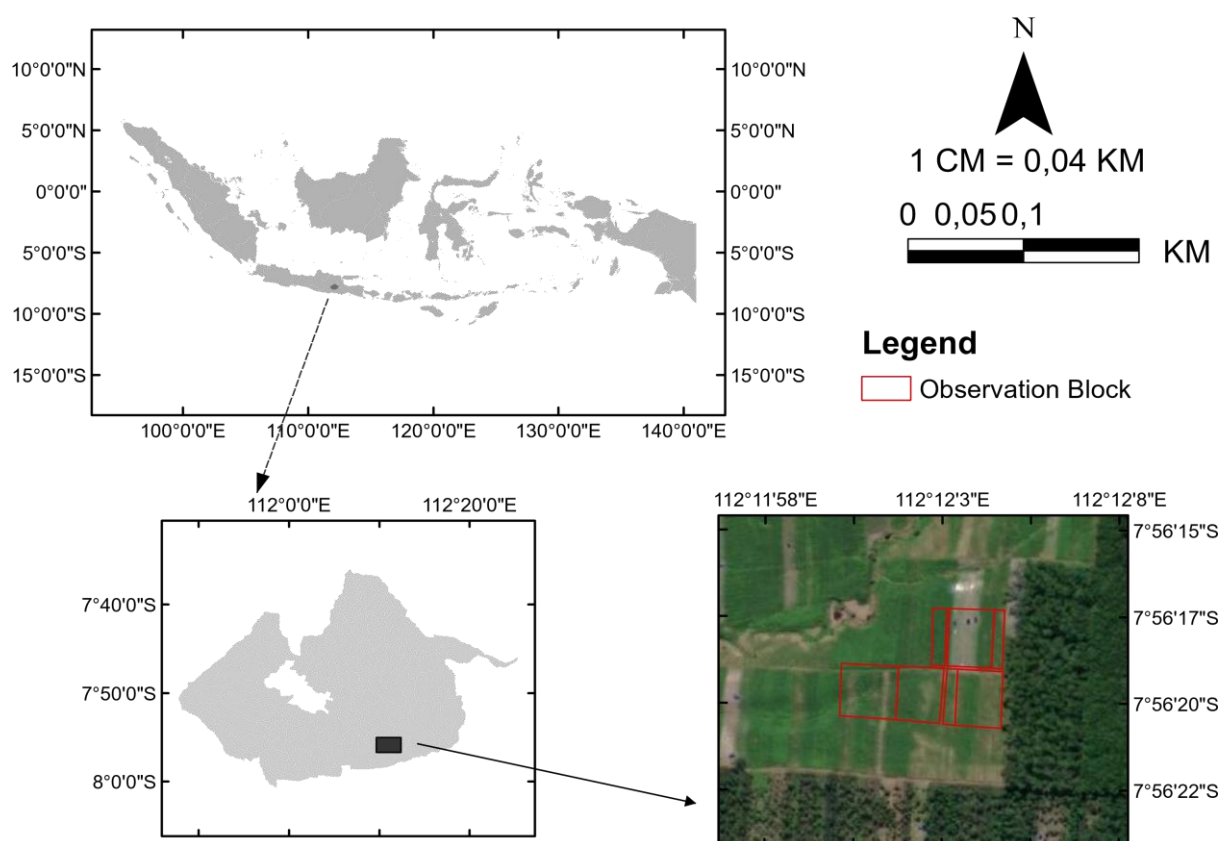 N
1 CM = 0,04 KM
0 0,05 0,1
KM
Legend
Observation Block
10°0'0"N
5°0'0"N
0°0'0"
5°0'0"S
10°0'0"S
15°0'0"S
10°0'0"N
5°0'0"N
0°0'0"
5°0'0"S
10°0'0"S
15°0'0"S
100°0'0"E 110°0'0"E 120°0'0"E 130°0'0"E 140°0'0"E
112°0'0"E 112°20'0"E
7°40'0"S
7°50'0"S
8°0'0"S
112°11'58"E 112°12'3"E 112°12'8"E
7°56'15"S
7°56'17"S
7°56'20"S
7°56'22"S